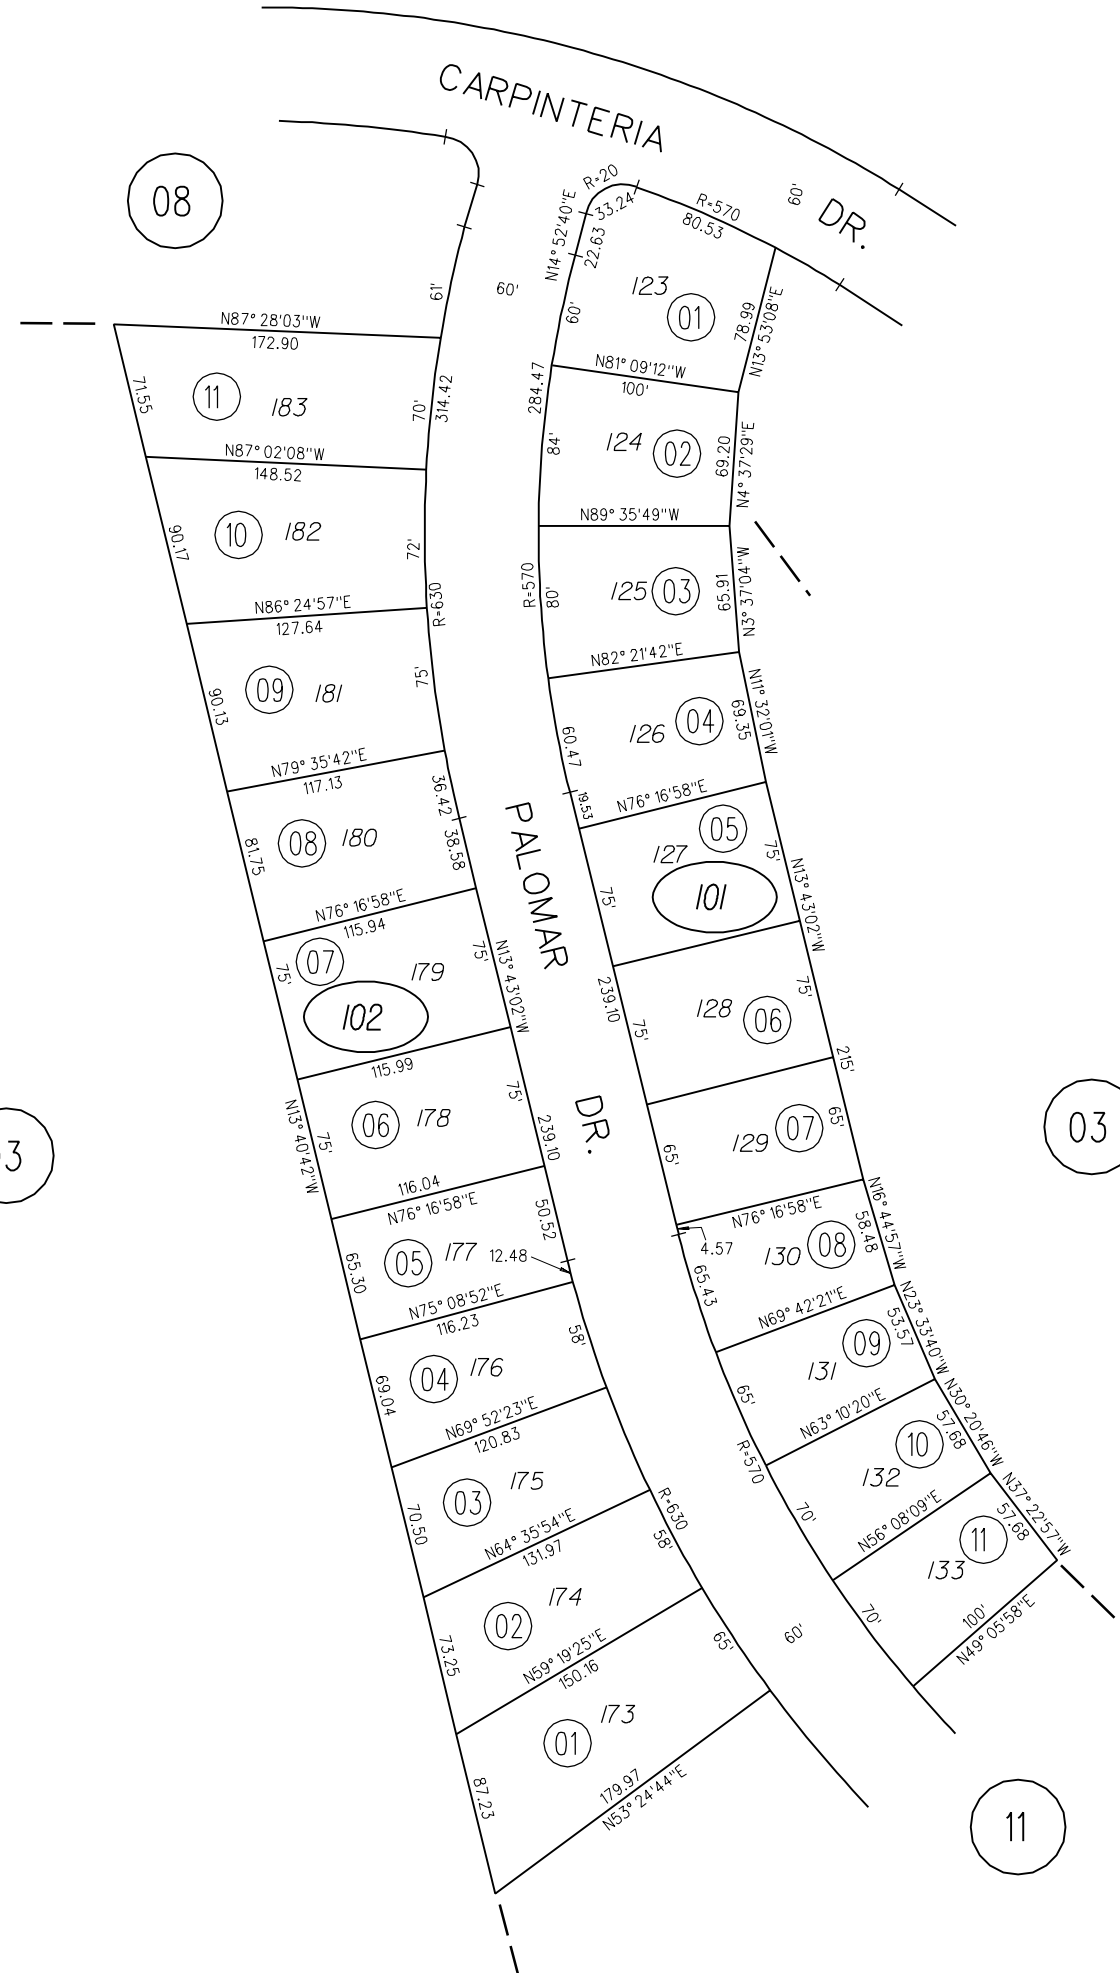 CARPINTERIA
DR.
60'
08
R=20
33.24
R=570
80.53
N14° 52'40"E
22.63
60'
61'
60'
123
01
78.99
N13° 53'08"E
N87° 28'03"W
172.90
71.55
11
183
70'
314.42
284.47
N81° 09'12"W
100'
84'
124
02
69.20
N4° 37'29"E
N87° 02'08"W
148.52
90.17
10
182
72'
R=630
N89° 35'49"W
R=570
80'
125
03
65.91
N3° 37'04"W
N86° 24'57"E
127.64
90.13
09
181
75'
N82° 21'42"E
60.47
19.53
126
04
69.35
N11° 32'01"W
N79° 35'42"E
117.13
81.75
08
180
36.42
38.58
PALOMAR
DR.
N76° 16'58"E
127
05
101
75'
75'
N13° 43'02"W
N76° 16'58"E
115.94
75'
07
179
102
75'
N13° 43'02"W
239.10
75'
128
06
75'
215'
115.99
N13° 40'42"W
75'
06
178
75'
239.10
65'
129
07
65'
03
3
116.04
N76° 16'58"E
65.30
05
177
50.52
12.48
N76° 16'58"E
4.57
65.43
130
08
58.48
N16° 44'57"W
N75° 08'52"E
116.23
69.04
04
176
58'
N69° 42'21"E
65'
131
09
53.57
N23° 33'40"W
N69° 52'23"E
120.83
70.50
03
175
R=630
58'
N63° 10'20"E
R=570
70'
132
10
57.68
N30° 20'46"W
N64° 35'54"E
131.97
73.25
02
174
65'
N56° 08'09"E
70'
133
11
57.68
N37° 22'57"W
60'
100'
N49° 05'58"E
N59° 19'25"E
150.16
87.23
01
173
179.97
N53° 24'44"E
11